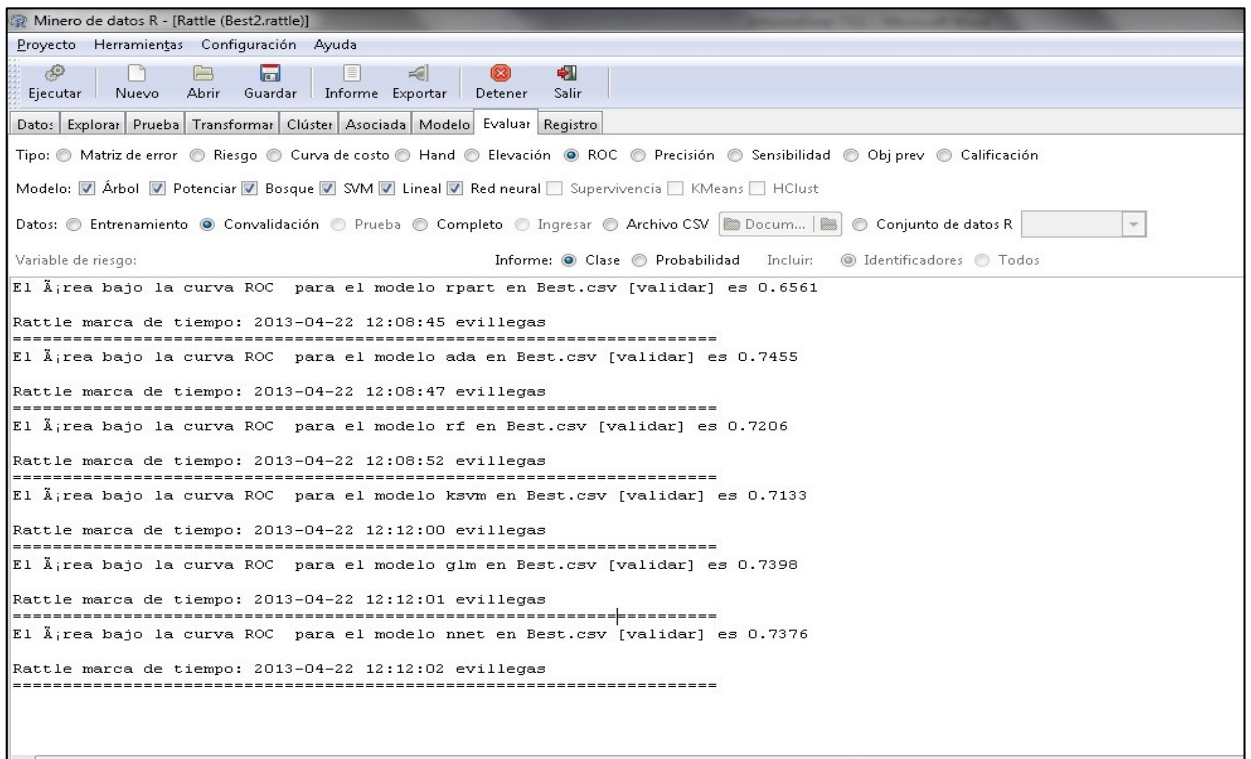 Minero de datos R - [Rattle (Best2.rattle)]
Proyecto Herramientas Configuración Ayuda
Ejecutar Nuevo Abrir Guardar Informe Exportar Detener Salir
Datos Explorar Prueba Transformar Clúster Asociada Modelo Evaluar Registro
Tipo: Matriz de error Riesgo Curva de costo Hand Elevación ROC Precisión Sensibilidad Obj prev Calificación
Modelo: Árbol Potenciar Bosque SVM Lineal Red neural Supervivencia KMeans HClust
Datos: Entrenamiento Convalidación Prueba Completo Ingresar Archivo CSV Docum... Conjunto de datos R
Variable de riesgo: Informe: Clase Probabilidad Incluir: Identificadores Todos
El Ã¡rea bajo la curva ROC  para el modelo rpart en Best.csv [validar] es 0.6561
Rattle marca de tiempo: 2013-04-22 12:08:45 evillegas
======================================================================
El Ã¡rea bajo la curva ROC  para el modelo ada en Best.csv [validar] es 0.7455
Rattle marca de tiempo: 2013-04-22 12:08:47 evillegas
======================================================================
El Ã¡rea bajo la curva ROC  para el modelo rf en Best.csv [validar] es 0.7206
Rattle marca de tiempo: 2013-04-22 12:08:52 evillegas
======================================================================
El Ã¡rea bajo la curva ROC  para el modelo ksvm en Best.csv [validar] es 0.7133
Rattle marca de tiempo: 2013-04-22 12:12:00 evillegas
======================================================================
El Ã¡rea bajo la curva ROC  para el modelo glm en Best.csv [validar] es 0.7398
Rattle marca de tiempo: 2013-04-22 12:12:01 evillegas
======================================================================
El Ã¡rea bajo la curva ROC  para el modelo nnet en Best.csv [validar] es 0.7376
Rattle marca de tiempo: 2013-04-22 12:12:02 evillegas
======================================================================